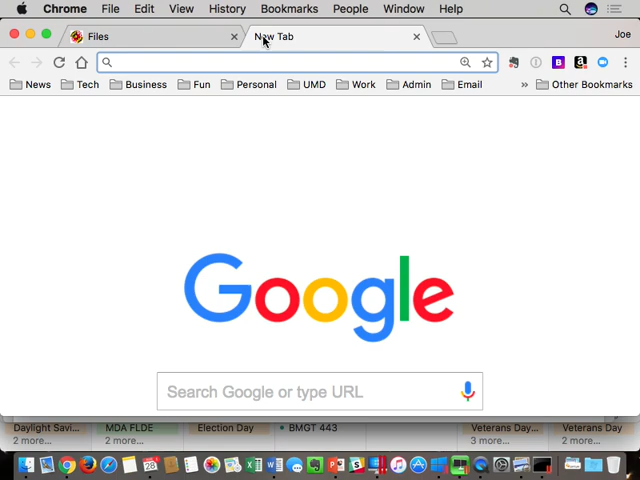 Chrome File Edit View History Bookmarks People Window Help
Files New Tab Joe
News Tech Business Fun Personal UMD Work Admin Email » Other Bookmarks
Google
Search Google or type URL
Daylight Savi... MDA FLDE Election Day • BMGT 443 Veterans Day... Veterans Day
2 more... 2 more... 3 more... 2 more...
28